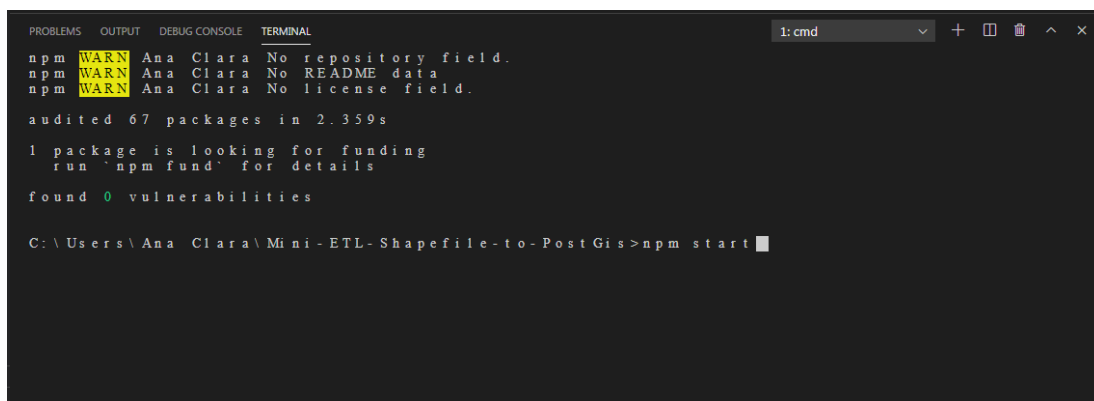 PROBLEMS OUTPUT DEBUG CONSOLE TERMINAL 1: cmd
npm WARN Ana Clara No repository field.
npm WARN Ana Clara No README data
npm WARN Ana Clara No license field.
audited 67 packages in 2.359s
1 package is looking for funding
run `npm fund` for details
found 0 vulnerabilities
C:\Users\Ana Clara\Mini-ETL-Shapefile-to-PostGis>npm start